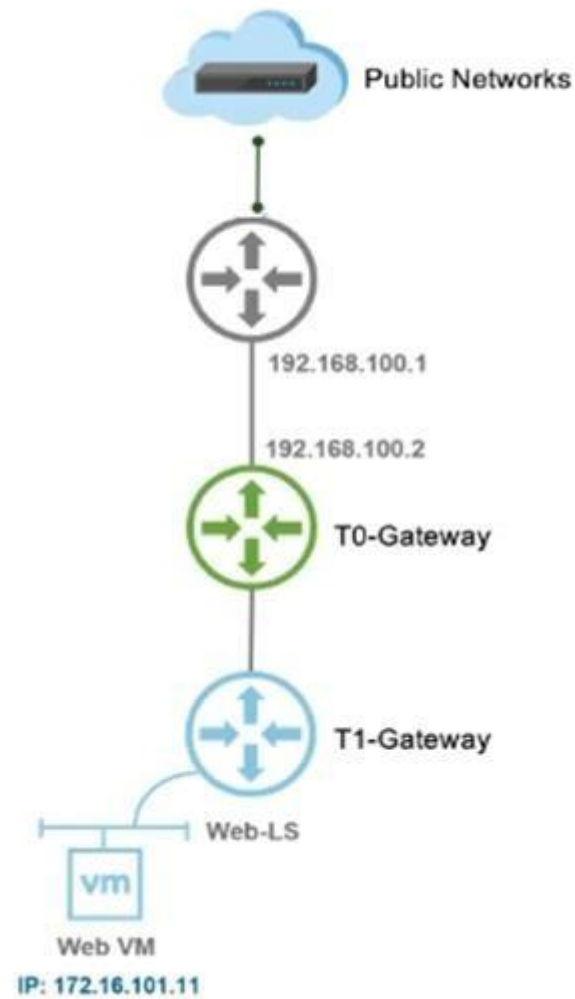 Public Networks
192.168.100.1
192.168.100.2
T0-Gateway
T1-Gateway
Web-LS
vm
Web VM
IP: 172.16.101.11